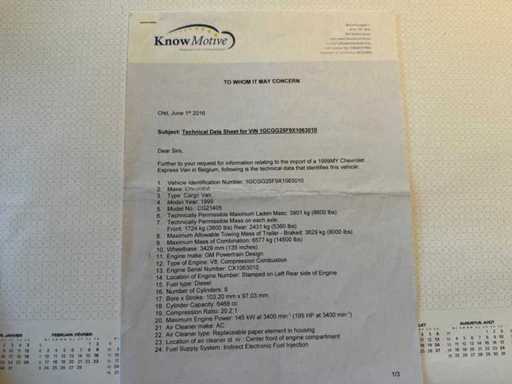 KnowMotive
TO WHOM IT MAY CONCERN
Olst, June 1st 2016
Subject: Technical Data Sheet for VIN 1GCGG25F9X1063010
Dear Sirs,
Further to your request for information relating to the import of a 1999MY Chevrolet
Express Van in Belgium, following is the technical data that identifies this vehicle:
1. Vehicle Identification Number: 1GCGG25F9X1063010
2. Make: Chevrolet
3. Type: Cargo Van
4. Model Year: 1999
5. Model No.: CG21405
6. Technically Permissible Maximum Laden Mass: 3901 kg (8600 lbs)
7. Technically Permissible Mass on each axle:
Front: 1724 kg (3800 lbs) Rear: 2431 kg (5360 lbs)
8. Maximum Allowable Towing Mass of Trailer - Braked: 3629 kg (8000 lbs)
9. Maximum Mass of Combination: 6577 kg (14500 lbs)
10. Wheelbase: 3429 mm (135 inches)
11. Engine make: GM Powertrain Design
12. Type of Engine: V8, Compression Combustion
13. Engine Serial Number: CX1063010
14. Location of Engine Number: Stamped on Left Rear side of Engine
15. Fuel type: Diesel
16. Number of Cylinders: 8
17. Bore x Stroke: 103.20 mm x 97.03 mm
18. Cylinder Capacity: 6468 cc
19. Compression Ratio: 20.2:1
20. Maximum Engine Power: 145 kW at 3400 min-1 (195 HP at 3400 min-1)
21. Air Cleaner make: AC
22. Air Cleaner type: Replaceable paper element in housing
23. Location of air cleaner: Center front of engine compartment
24. Fuel Supply System: Indirect Electronic Fuel Injection
1/3
JANVIER
FEBRUARI FÉVRIER
AUGUSTUS AOÛT